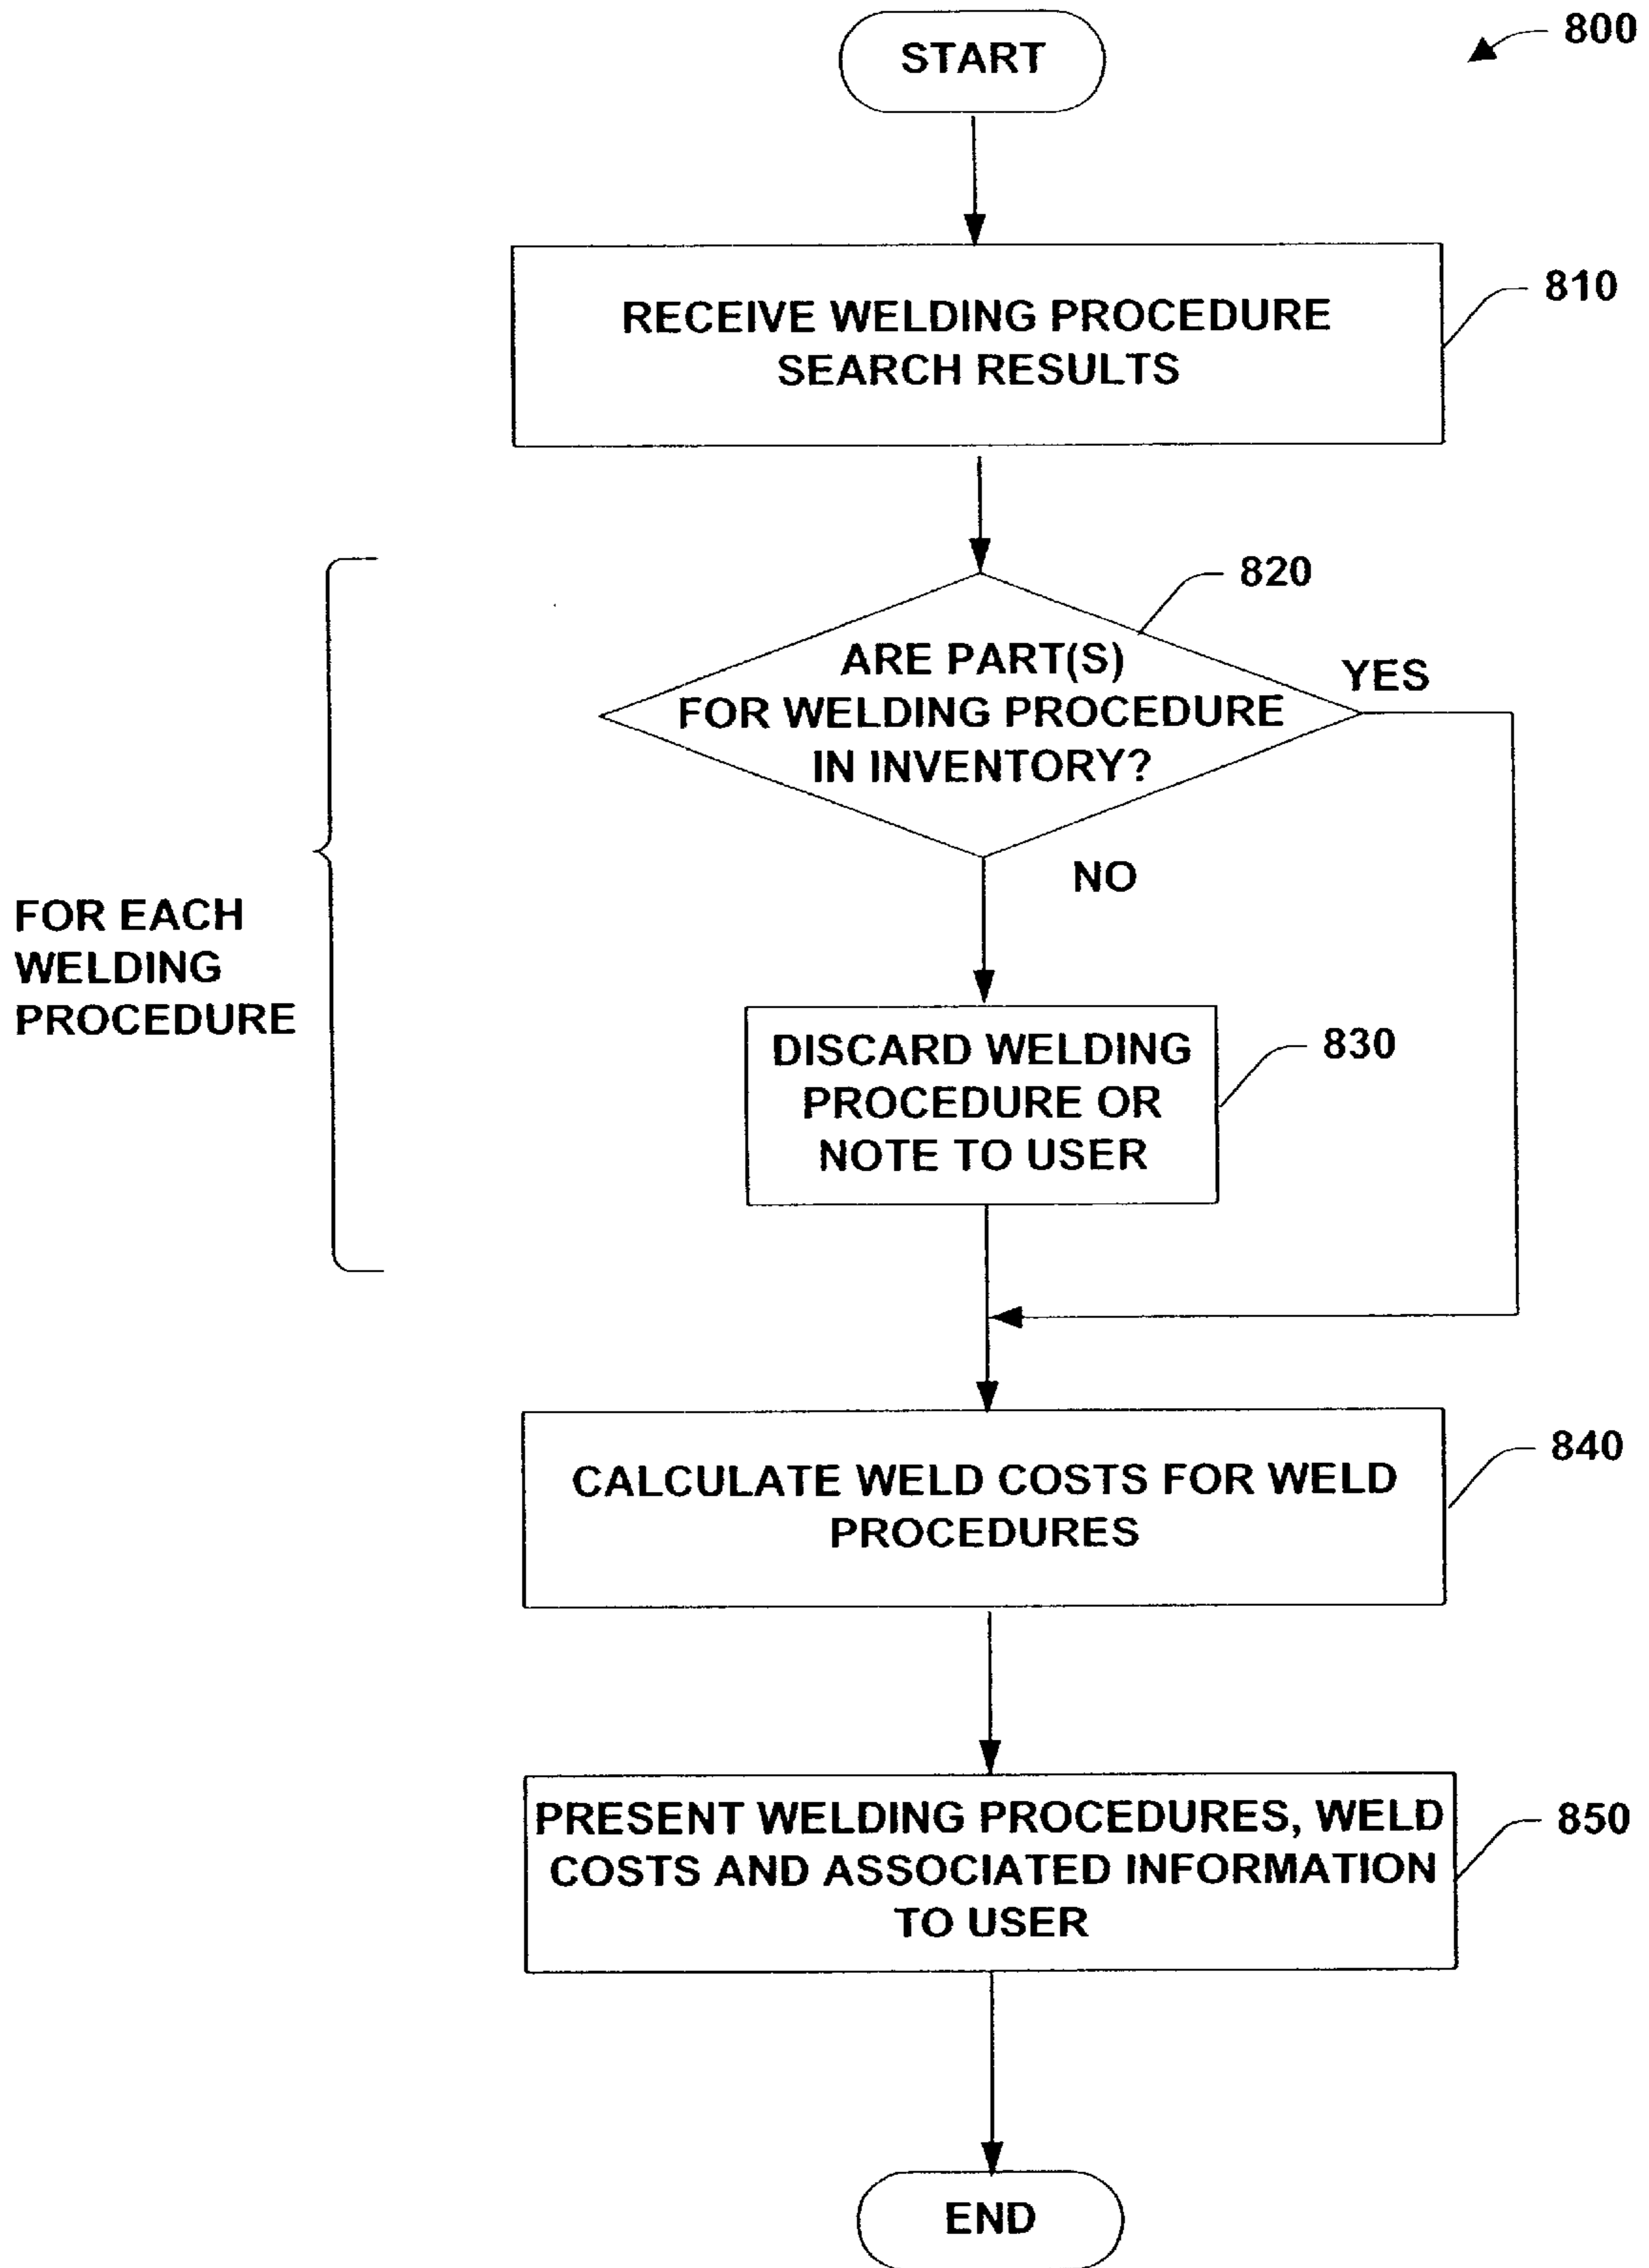 START
800
RECEIVE WELDING PROCEDURE
SEARCH RESULTS
810
820
ARE PART(S)
FOR WELDING PROCEDURE
IN INVENTORY?
YES
NO
FOR EACH
WELDING
PROCEDURE
DISCARD WELDING
PROCEDURE OR
NOTE TO USER
830
CALCULATE WELD COSTS FOR WELD
PROCEDURES
840
PRESENT WELDING PROCEDURES, WELD
COSTS AND ASSOCIATED INFORMATION
TO USER
850
END